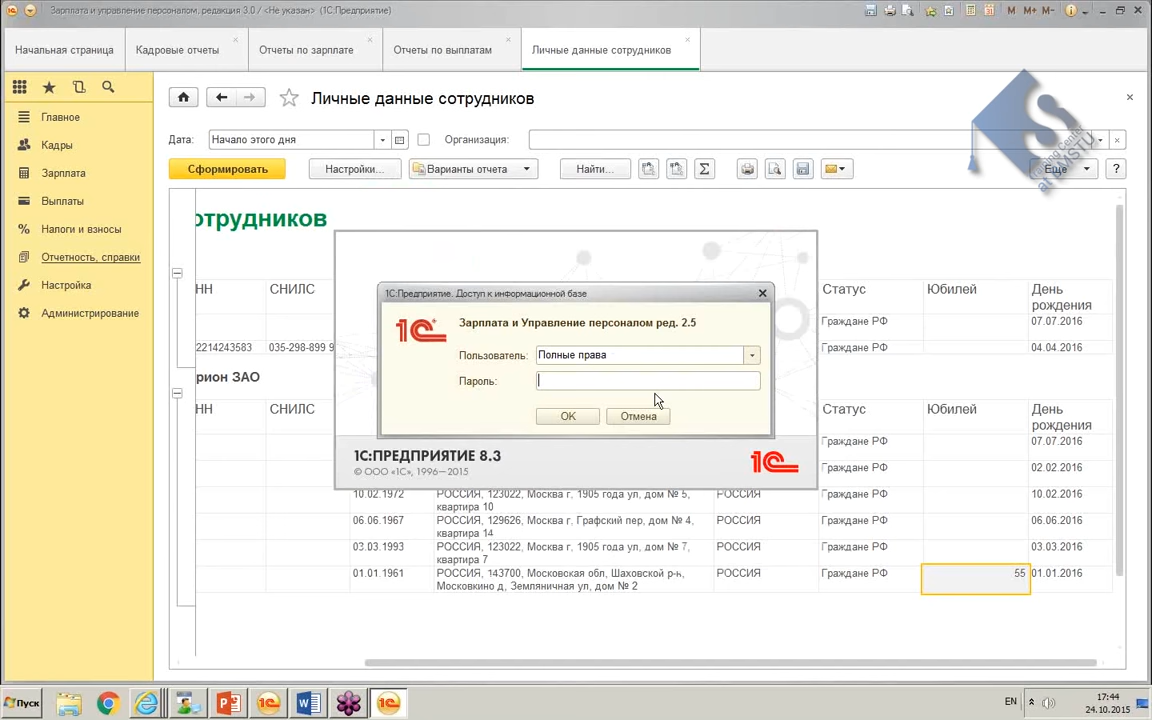 Зарплата и управление персоналом, редакция 3.0 / <Не указан> (1С:Предприятие)
M M+ M-
Начальная страница
Кадровые отчеты
Отчеты по зарплате
Отчеты по выплатам
Личные данные сотрудников
Главное
Кадры
Зарплата
Выплаты
Налоги и взносы
Отчетность, справки
Настройка
Администрирование
Личные данные сотрудников
Дата: Начало этого дня Организация:
Сформировать Настройки... Варианты отчета Найти... Σ Еще ?
отрудников
НН СНИЛС Статус Юбилей День рождения
Граждане РФ 07.07.2016
2214243583 035-298-899 9 Граждане РФ 04.04.2016
рион ЗАО
НН СНИЛС Статус Юбилей День рождения
Граждане РФ 07.07.2016
Граждане РФ 02.02.2016
10.02.1972 РОССИЯ, 123022, Москва г, 1905 года ул, дом № 5, РОССИЯ Граждане РФ 10.02.2016
квартира 10
06.06.1967 РОССИЯ, 129626, Москва г, Графский пер, дом № 4, РОССИЯ Граждане РФ 06.06.2016
квартира 14
03.03.1993 РОССИЯ, 123022, Москва г, 1905 года ул, дом № 7, РОССИЯ Граждане РФ 03.03.2016
квартира 7
01.01.1961 РОССИЯ, 143700, Московская обл, Шаховской р-н, РОССИЯ Граждане РФ 55 01.01.2016
Московкино д, Земляничная ул, дом № 2
1С:Предприятие. Доступ к информационной базе
1С
Зарплата и Управление персоналом ред. 2.5
Пользователь: Полные права
Пароль:
OK Отмена
1С:ПРЕДПРИЯТИЕ 8.3
© ООО «1С», 1996—2015
1С
Пуск
EN
17:44
24.10.2015